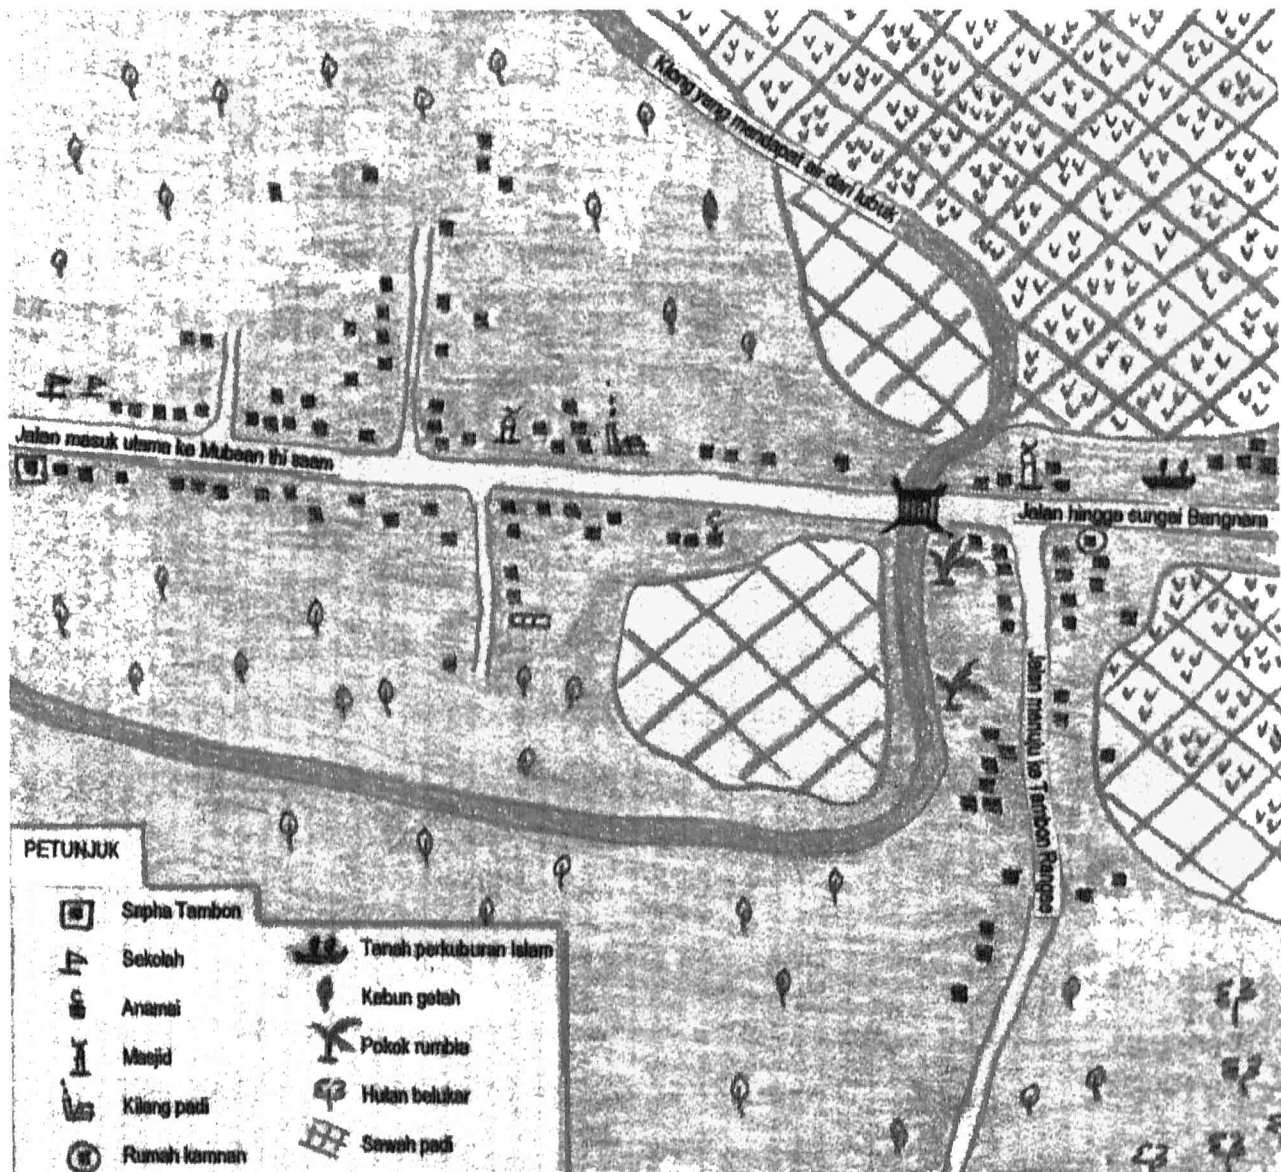 Klong yang mendapat air dari lubuk
Jalan masuk utama ke Mubaan thi saam
Jalan hingga sungai Bangnara
Jalan menuju ke Tambon Pangae
PETUNJUK
Sapha Tambon
Sekolah
Anamai
Masjid
Kilang padi
Rumah kamnan
Tanah perkuburan Islam
Kebun getah
Pokok rumbia
Hutan belukar
Sawah padi